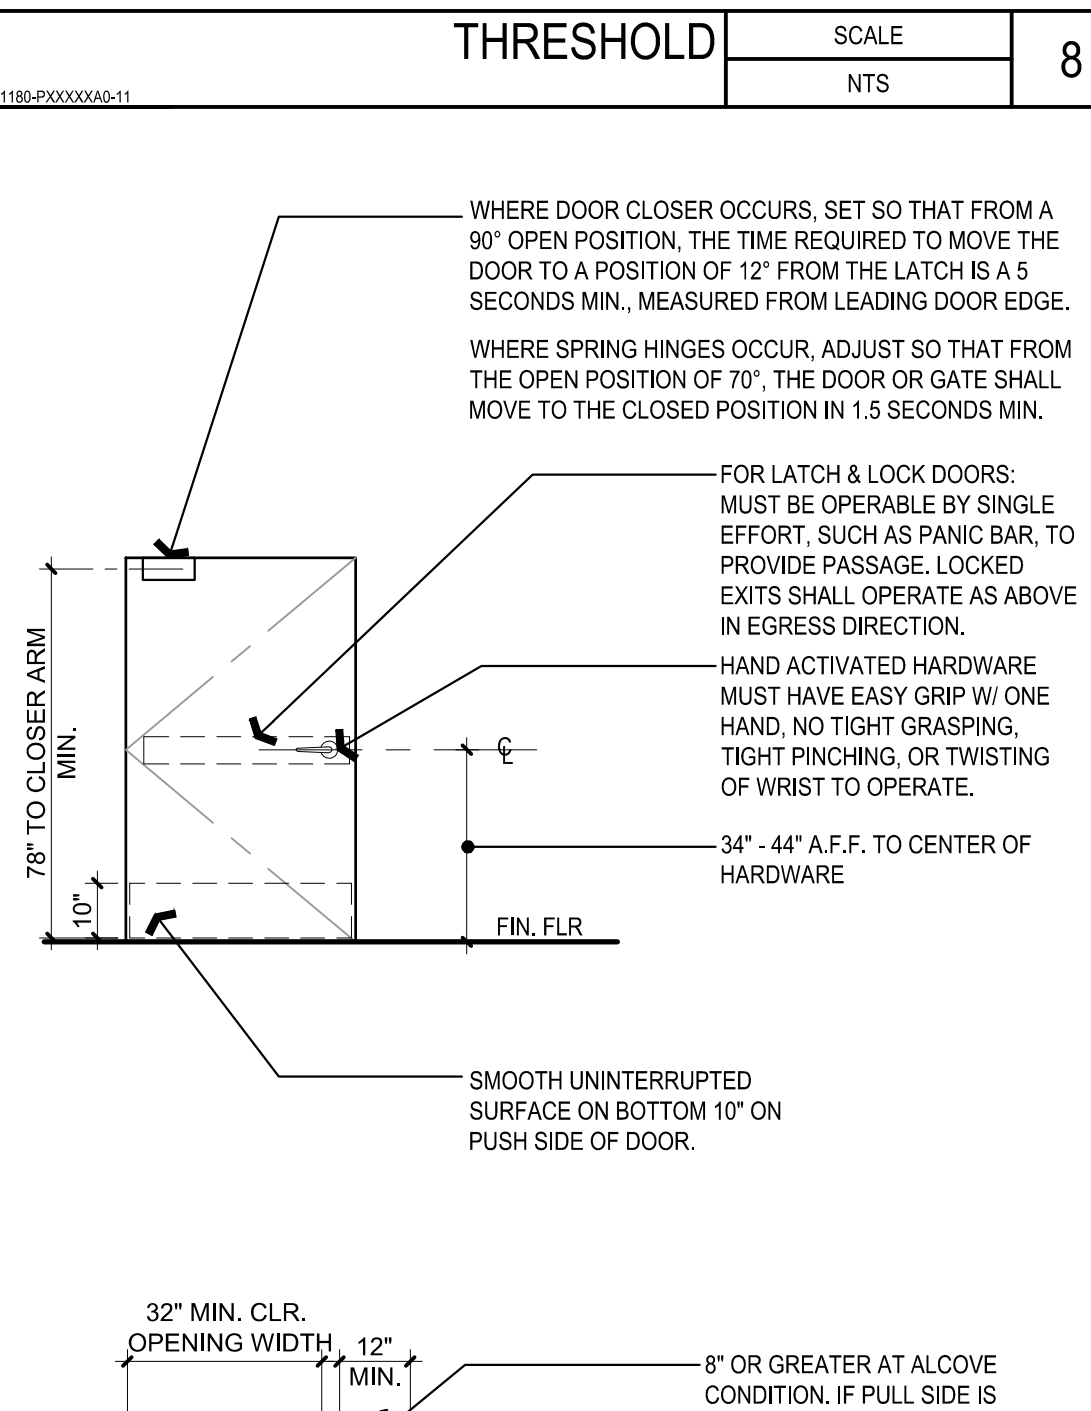 THRESHOLD
SCALE
NTS
8
1180-PXXXXXA0-11
WHERE DOOR CLOSER OCCURS, SET SO THAT FROM A
90° OPEN POSITION, THE TIME REQUIRED TO MOVE THE
DOOR TO A POSITION OF 12° FROM THE LATCH IS A 5
SECONDS MIN., MEASURED FROM LEADING DOOR EDGE.
WHERE SPRING HINGES OCCUR, ADJUST SO THAT FROM
THE OPEN POSITION OF 70°, THE DOOR OR GATE SHALL
MOVE TO THE CLOSED POSITION IN 1.5 SECONDS MIN.
FOR LATCH & LOCK DOORS:
MUST BE OPERABLE BY SINGLE
EFFORT, SUCH AS PANIC BAR, TO
PROVIDE PASSAGE. LOCKED
EXITS SHALL OPERATE AS ABOVE
IN EGRESS DIRECTION.
HAND ACTIVATED HARDWARE
MUST HAVE EASY GRIP W/ ONE
HAND, NO TIGHT GRASPING,
TIGHT PINCHING, OR TWISTING
OF WRIST TO OPERATE.
78" TO CLOSER ARM
MIN.
℄
10"
34" - 44" A.F.F. TO CENTER OF
HARDWARE
FIN. FLR
SMOOTH UNINTERRUPTED
SURFACE ON BOTTOM 10" ON
PUSH SIDE OF DOOR.
32" MIN. CLR.
OPENING WIDTH
12"
MIN.
8" OR GREATER AT ALCOVE
CONDITION. IF PULL SIDE IS